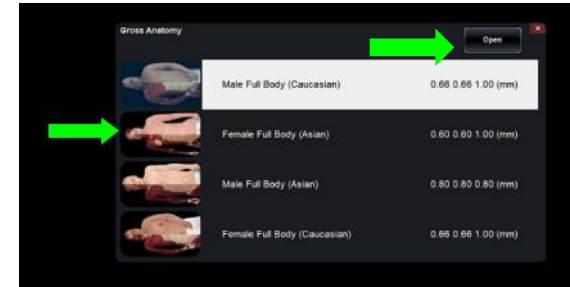 Gross Anatomy
Open
Male Full Body (Caucasian) 0.66 0.66 1.00 (mm)
Female Full Body (Asian) 0.60 0.60 1.00 (mm)
Male Full Body (Asian) 0.80 0.80 0.80 (mm)
Female Full Body (Caucasian) 0.66 0.66 1.00 (mm)